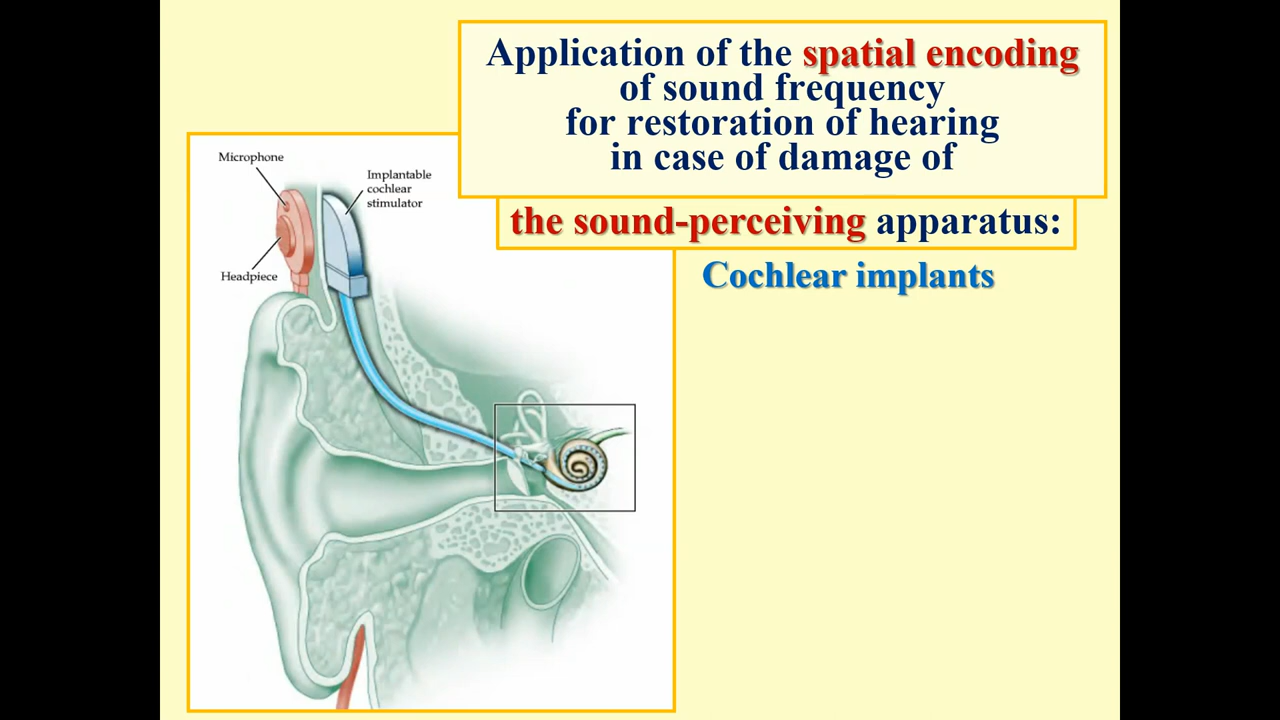 Application of the spatial encoding
of sound frequency
for restoration of hearing
in case of damage of
the sound-perceiving apparatus:
Cochlear implants
Microphone
Implantable
cochlear
stimulator
Headpiece